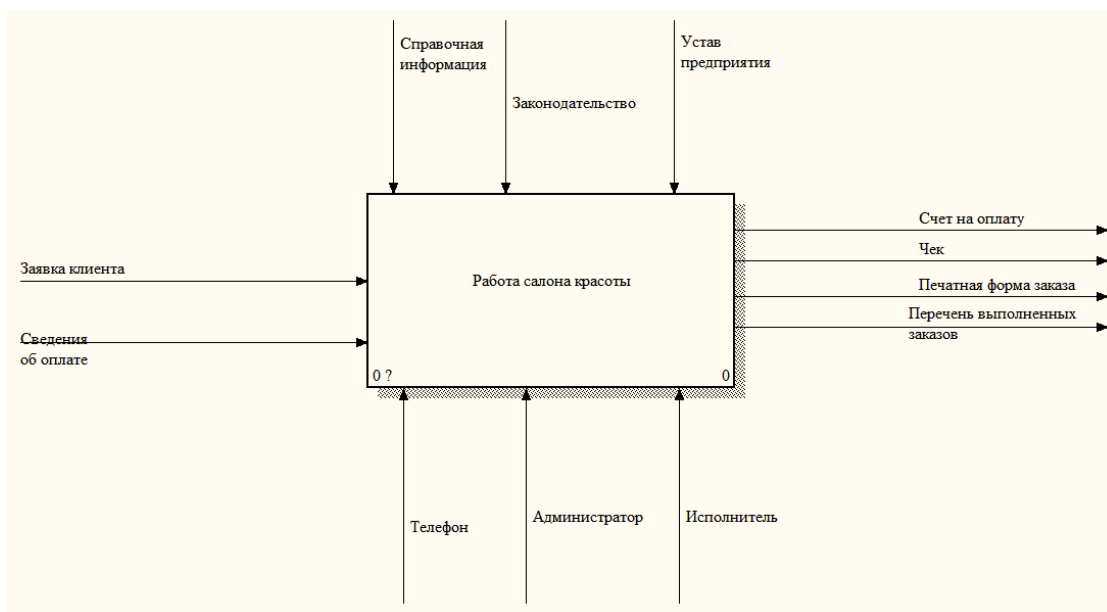 Справочная
информация
Устав
предприятия
Законодательство
Счет на оплату
Чек
Заявка клиента
Работа салона красоты
Печатная форма заказа
Перечень выполненных
заказов
Сведения
об оплате
0 ?
0
Телефон
Администратор
Исполнитель